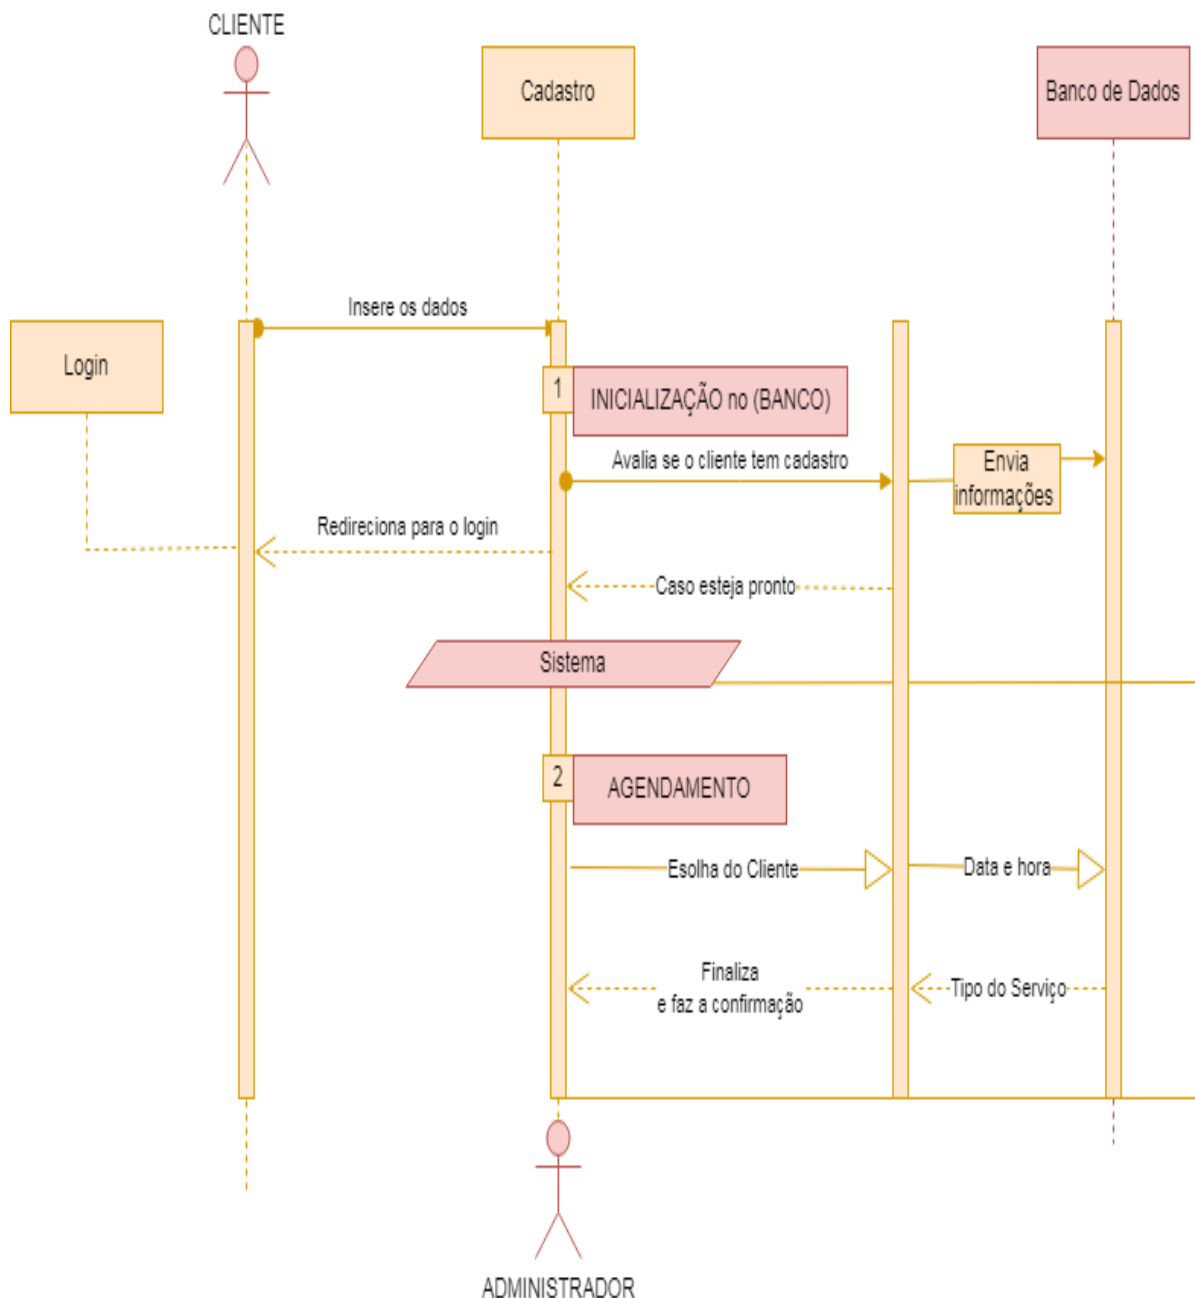 CLIENTE
Cadastro
Banco de Dados
Insere os dados
Login
1
INICIALIZAÇÃO no (BANCO)
Avalia se o cliente tem cadastro
Envia
informações
Redireciona para o login
Caso esteja pronto
Sistema
2
AGENDAMENTO
Esolha do Cliente
Data e hora
Finaliza
e faz a confirmação
Tipo do Serviço
ADMINISTRADOR